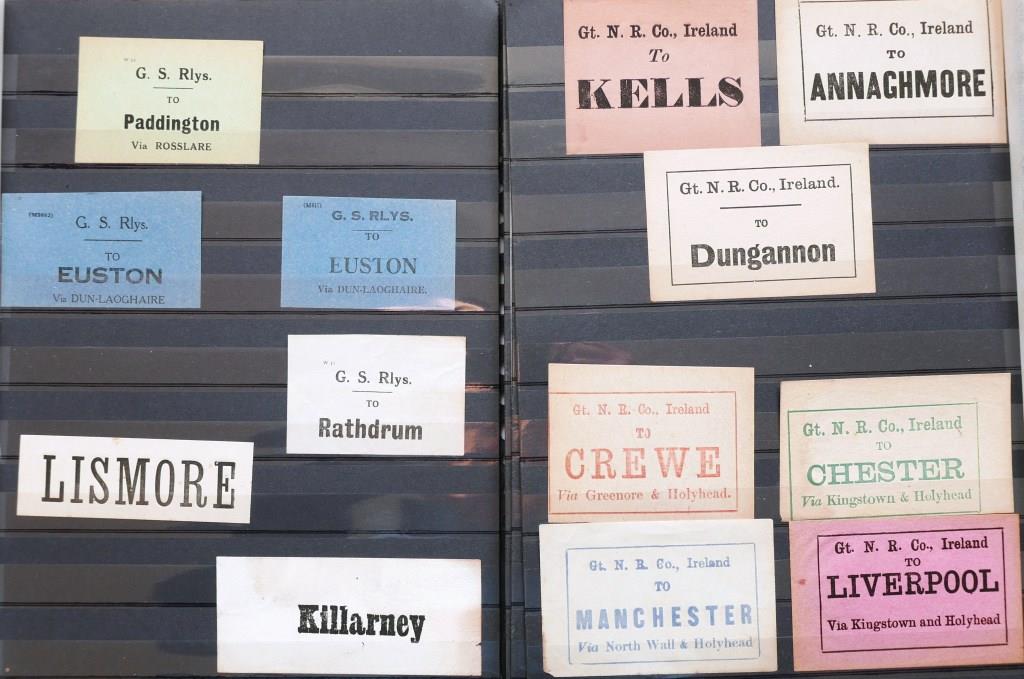 G. S. Rlys.
TO
Paddington
Via ROSSLARE
G. S. Rlys.
TO
EUSTON
Via DUN-LAOGHAIRE
G. S. RLYS.
TO
EUSTON
Via DUN-LAOGHAIRE.
G. S. Rlys.
TO
Rathdrum
LISMORE
Killarney
Gt. N. R. Co., Ireland
To
KELLS
Gt. N. R. Co., Ireland
TO
ANNAGHMORE
Gt. N. R. Co., Ireland.
TO
Dungannon
Gt. N. R. Co., Ireland
TO
CREWE
Via Greenore & Holyhead.
Gt. N. R. Co., Ireland
TO
CHESTER
Via Kingstown & Holyhead
Gt. N. R. Co., Ireland
TO
MANCHESTER
Via North Wall & Holyhead
Gt. N. R. Co., Ireland
TO
LIVERPOOL
Via Kingstown and Holyhead